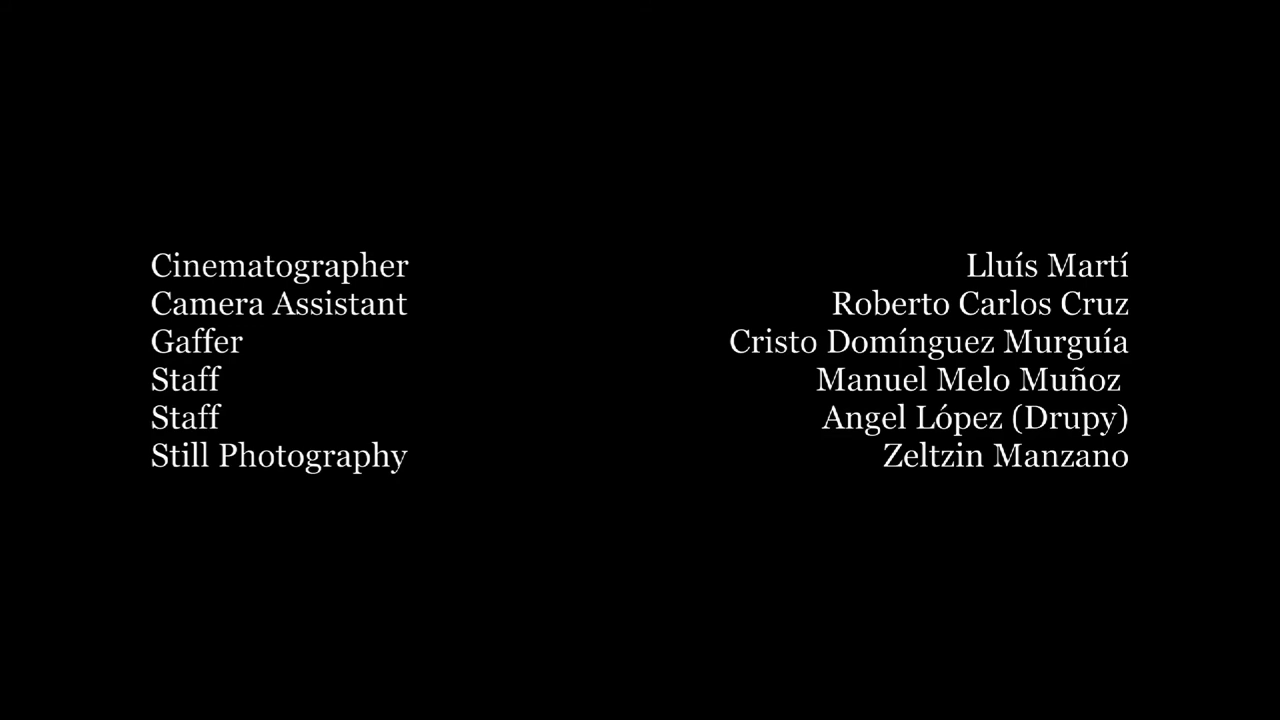 Cinematographer Lluís Martí
Camera Assistant Roberto Carlos Cruz
Gaffer Cristo Domínguez Murguía
Staff Manuel Melo Muñoz
Staff Angel López (Drupy)
Still Photography Zeltzin Manzano